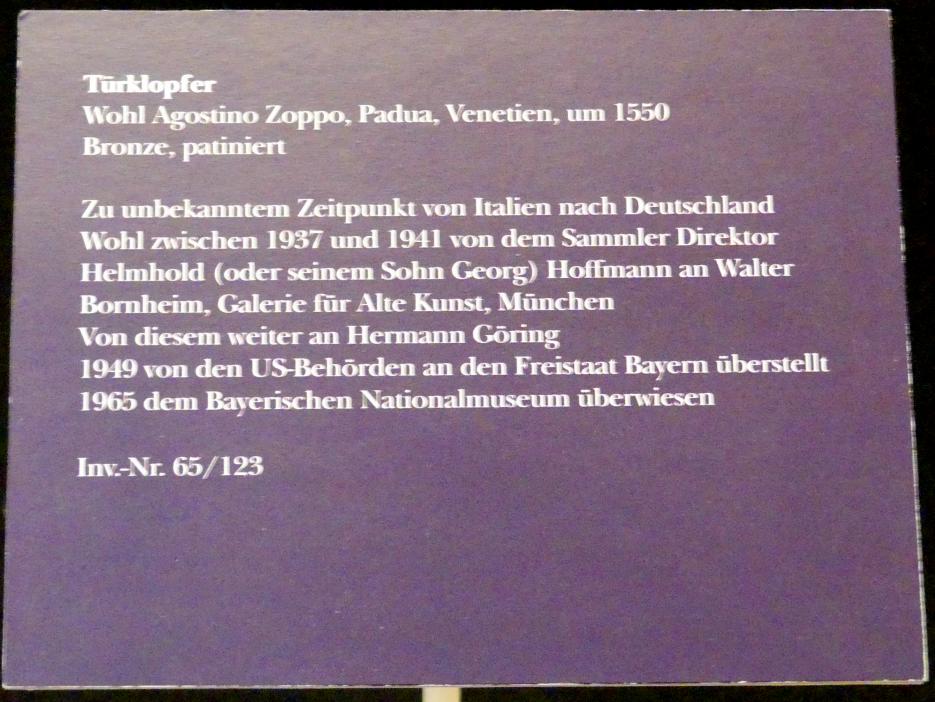 Türklopfer
Wohl Agostino Zoppo, Padua, Venetien, um 1550
Bronze, patiniert
Zu unbekanntem Zeitpunkt von Italien nach Deutschland
Wohl zwischen 1937 und 1941 von dem Sammler Direktor
Helmhold (oder seinem Sohn Georg) Hoffmann an Walter
Bornheim, Galerie für Alte Kunst, München
Von diesem weiter an Hermann Göring
1949 von den US-Behörden an den Freistaat Bayern überstellt
1965 dem Bayerischen Nationalmuseum überwiesen
Inv.-Nr. 65/123